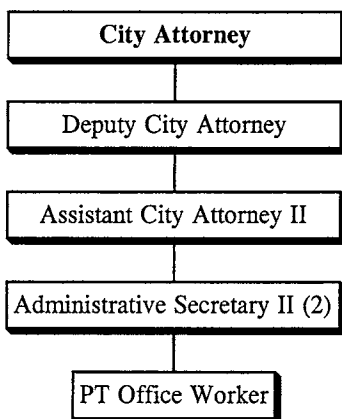 City Attorney
Deputy City Attorney
Assistant City Attorney II
Administrative Secretary II (2)
PT Office Worker